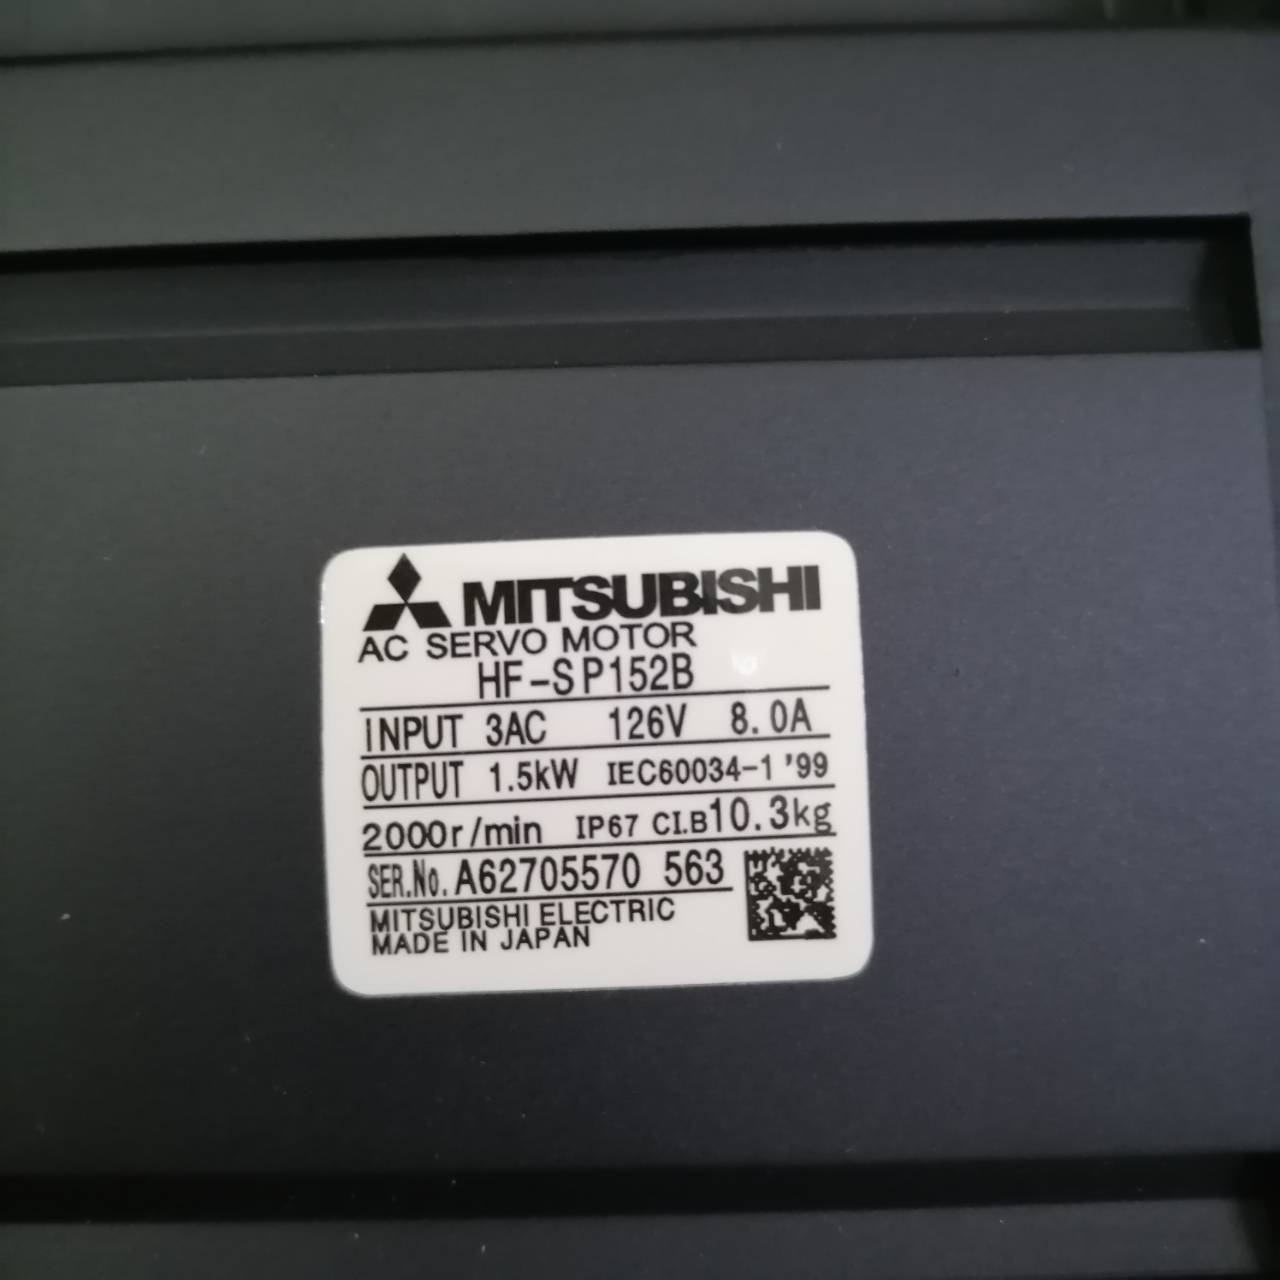 MITSUBISHI
AC SERVO MOTOR
HF-SP152B
INPUT 3AC 126V 8.0A
OUTPUT 1.5kW IEC60034-1 '99
2000r/min IP67 CI.B 10.3kg
SER.No. A62705570 563
MITSUBISHI ELECTRIC
MADE IN JAPAN